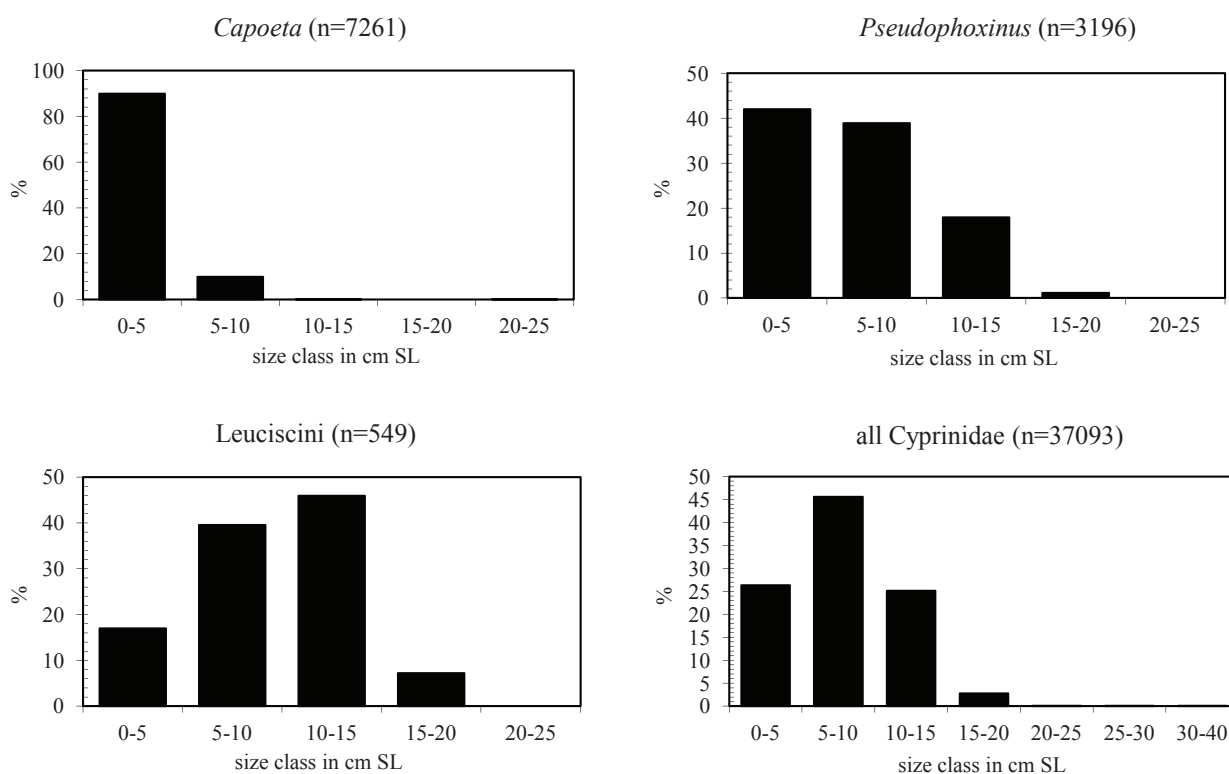 Capoeta (n=7261)
100
80
60
40
20
0
%
0-5 5-10 10-15 15-20 20-25
size class in cm SL
Pseudophoxinus (n=3196)
50
40
30
20
10
0
%
0-5 5-10 10-15 15-20 20-25
size class in cm SL
Leuciscini (n=549)
50
40
30
20
10
0
%
0-5 5-10 10-15 15-20 20-25
size class in cm SL
all Cyprinidae (n=37093)
50
45
40
35
30
25
20
15
10
5
0
%
0-5 5-10 10-15 15-20 20-25 25-30 30-40
size class in cm SL